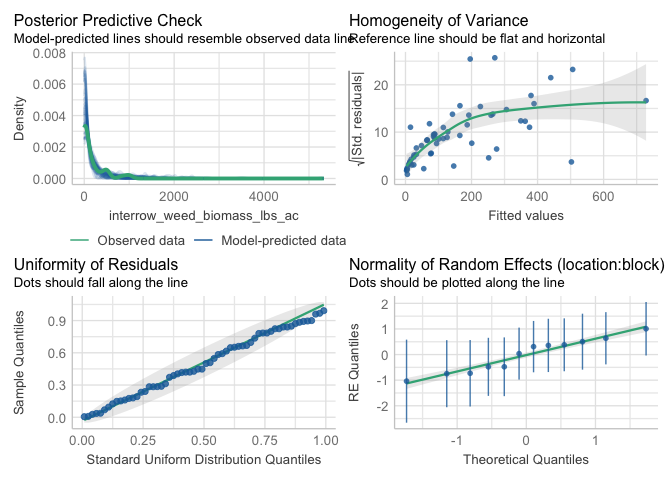 Posterior Predictive Check
Model-predicted lines should resemble observed data line
0.008
0.006
0.004
0.002
0.000
Density
0
2000
4000
interrow_weed_biomass_lbs_ac
Observed data
Model-predicted data
Homogeneity of Variance
Reference line should be flat and horizontal
20
10
0
√|Std. residuals|
0
200
400
600
Fitted values
Uniformity of Residuals
Dots should fall along the line
0.9
0.6
0.3
0.0
Sample Quantiles
0.00
0.25
0.50
0.75
1.00
Standard Uniform Distribution Quantiles
Normality of Random Effects (location:block)
Dots should be plotted along the line
2
1
0
-1
-2
RE Quantiles
-1
0
1
Theoretical Quantiles